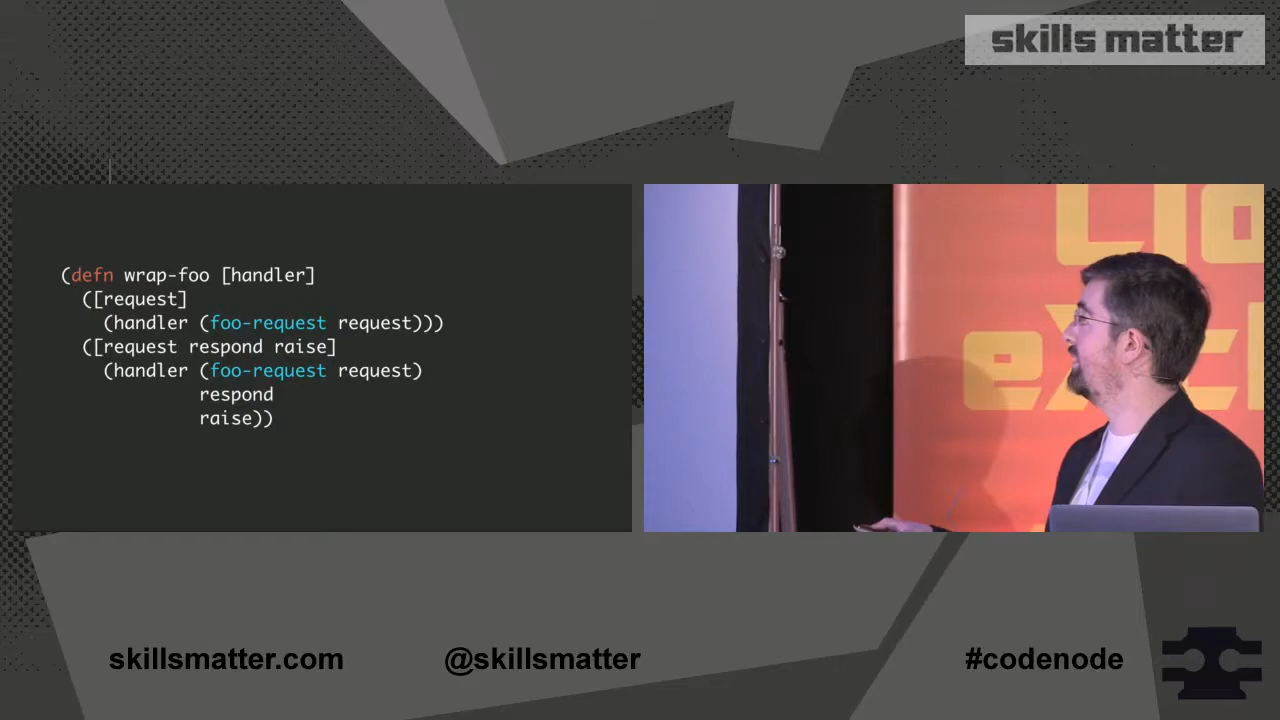 skills matter
(defn wrap-foo [handler]
  ([request]
    (handler (foo-request request)))
  ([request respond raise]
    (handler (foo-request request)
             respond
             raise))
skillsmatter.com
@skillsmatter
#codenode